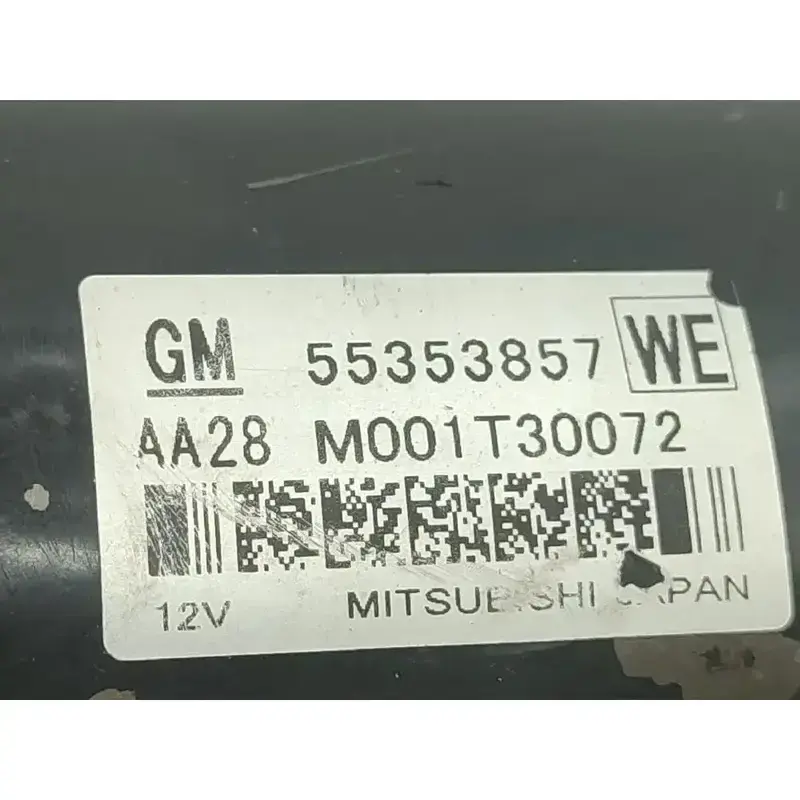 GM 55353857 WE
AA28 M001T30072
12V MITSUBISHI JAPAN